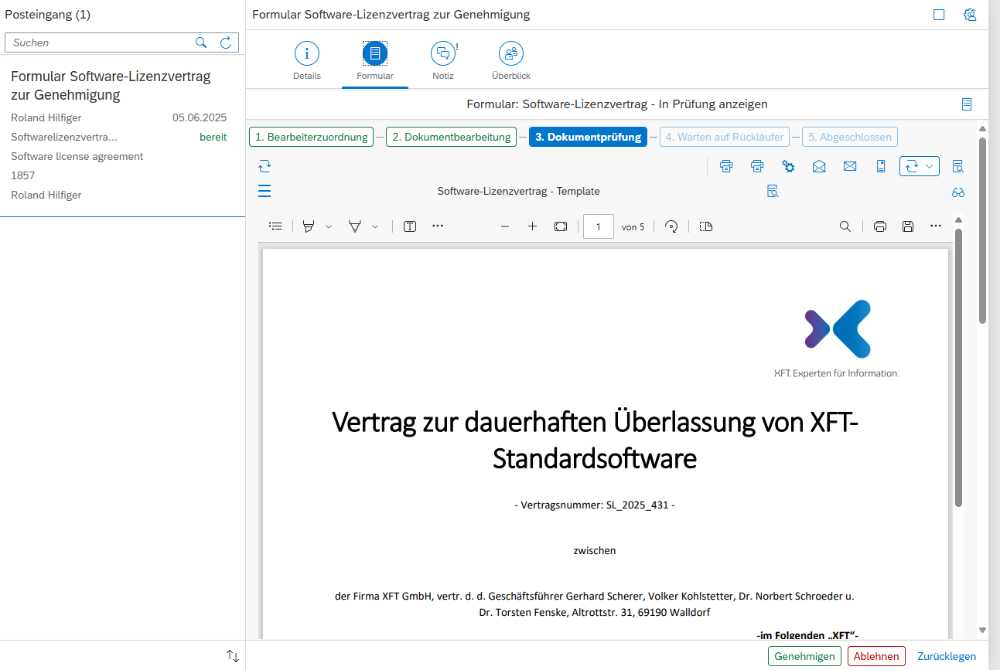 Posteingang (1)
Suchen
Formular Software-Lizenzvertrag
zur Genehmigung
Roland Hilfiger 05.06.2025
Softwarelizenzvertra... bereit
Software license agreement
1857
Roland Hilfiger
Formular Software-Lizenzvertrag zur Genehmigung
Details Formular Notiz Überblick
Formular: Software-Lizenzvertrag - In Prüfung anzeigen
1. Bearbeiterzuordnung 2. Dokumentbearbeitung 3. Dokumentprüfung 4. Warten auf Rückläufer 5. Abgeschlossen
Software-Lizenzvertrag - Template
1 von 5
XFT. Experten für Information.
Vertrag zur dauerhaften Überlassung von XFT-
Standardsoftware
- Vertragsnummer: SL_2025_431 -
zwischen
der Firma XFT GmbH, vertr. d. d. Geschäftsführer Gerhard Scherer, Volker Kohlstetter, Dr. Norbert Schroeder u.
Dr. Torsten Fenske, Altrottstr. 31, 69190 Walldorf
-im Folgenden „XFT“-
Genehmigen Ablehnen Zurücklegen